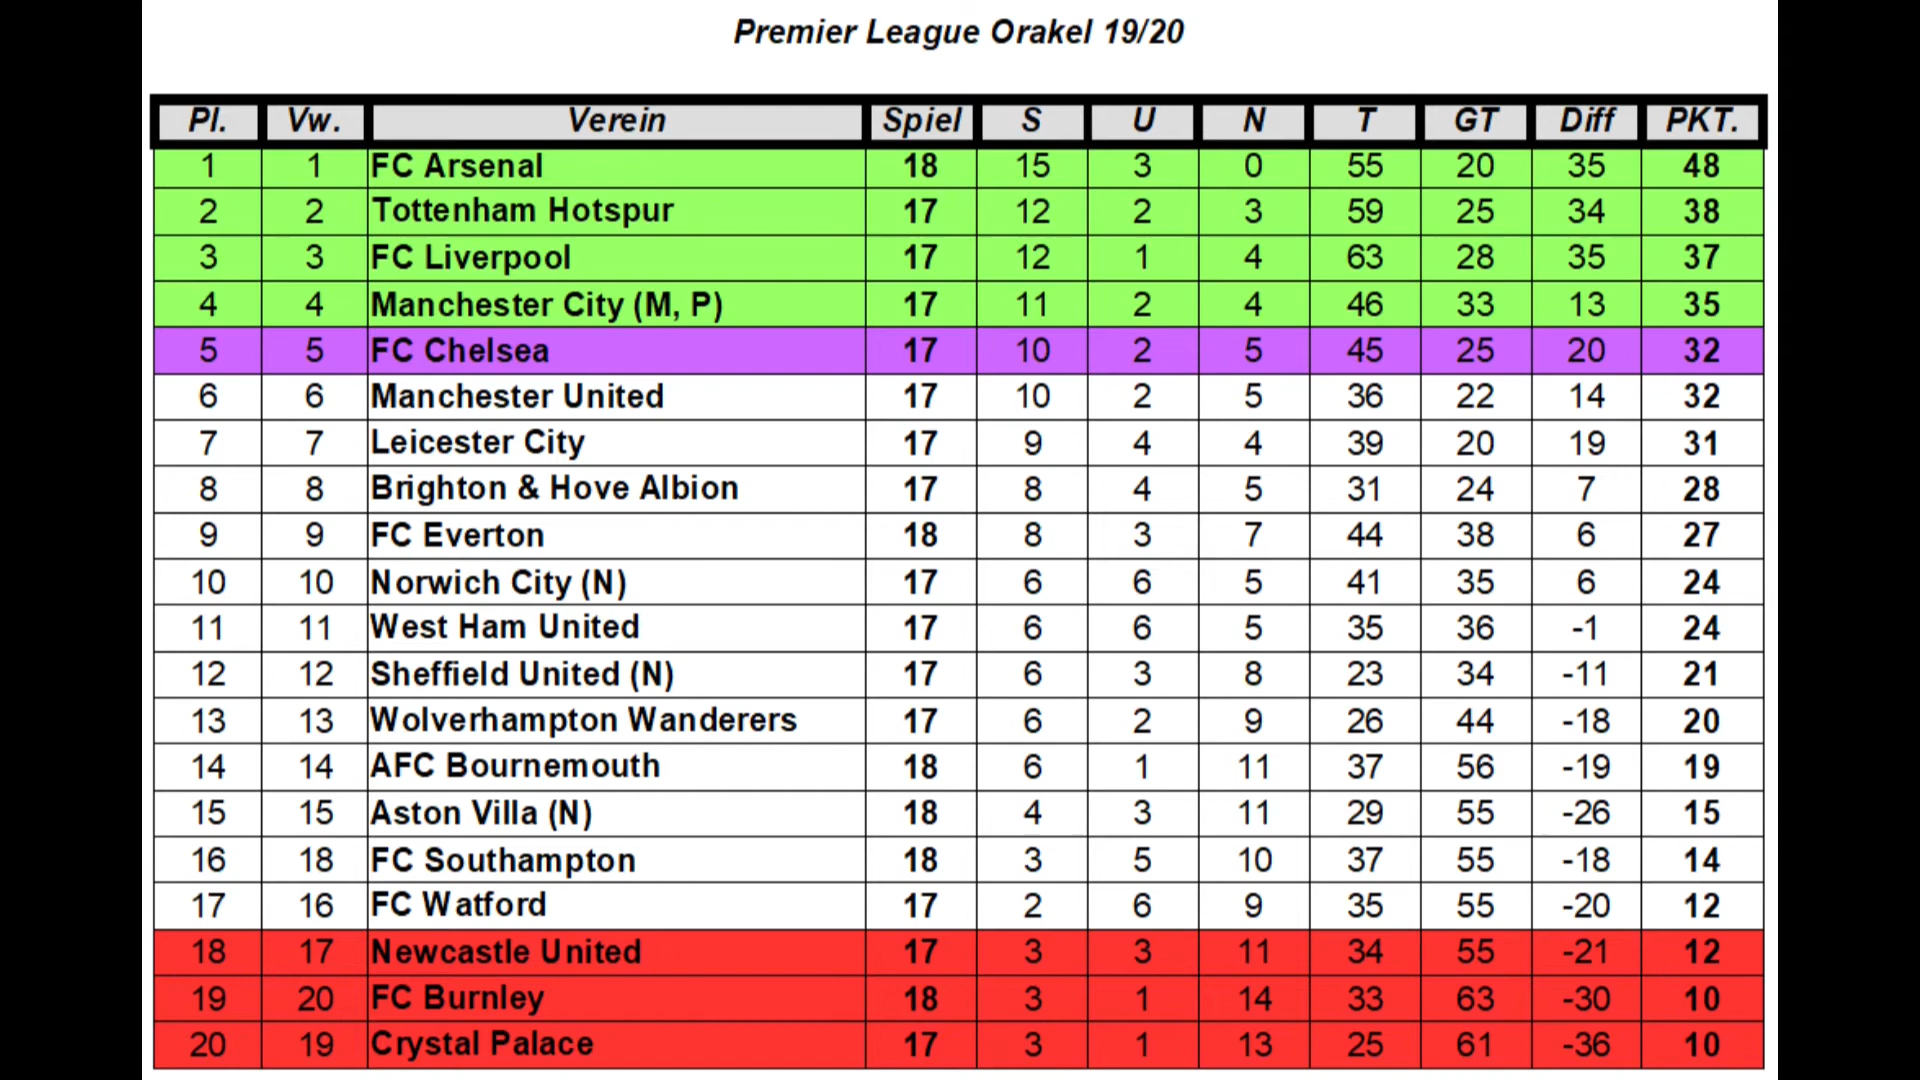 Premier League Orakel 19/20
Pl. Vw. Verein Spiel S U N T GT Diff PKT.
1 1 FC Arsenal 18 15 3 0 55 20 35 48
2 2 Tottenham Hotspur 17 12 2 3 59 25 34 38
3 3 FC Liverpool 17 12 1 4 63 28 35 37
4 4 Manchester City (M, P) 17 11 2 4 46 33 13 35
5 5 FC Chelsea 17 10 2 5 45 25 20 32
6 6 Manchester United 17 10 2 5 36 22 14 32
7 7 Leicester City 17 9 4 4 39 20 19 31
8 8 Brighton & Hove Albion 17 8 4 5 31 24 7 28
9 9 FC Everton 18 8 3 7 44 38 6 27
10 10 Norwich City (N) 17 6 6 5 41 35 6 24
11 11 West Ham United 17 6 6 5 35 36 -1 24
12 12 Sheffield United (N) 17 6 3 8 23 34 -11 21
13 13 Wolverhampton Wanderers 17 6 2 9 26 44 -18 20
14 14 AFC Bournemouth 18 6 1 11 37 56 -19 19
15 15 Aston Villa (N) 18 4 3 11 29 55 -26 15
16 18 FC Southampton 18 3 5 10 37 55 -18 14
17 16 FC Watford 17 2 6 9 35 55 -20 12
18 17 Newcastle United 17 3 3 11 34 55 -21 12
19 20 FC Burnley 18 3 1 14 33 63 -30 10
20 19 Crystal Palace 17 3 1 13 25 61 -36 10